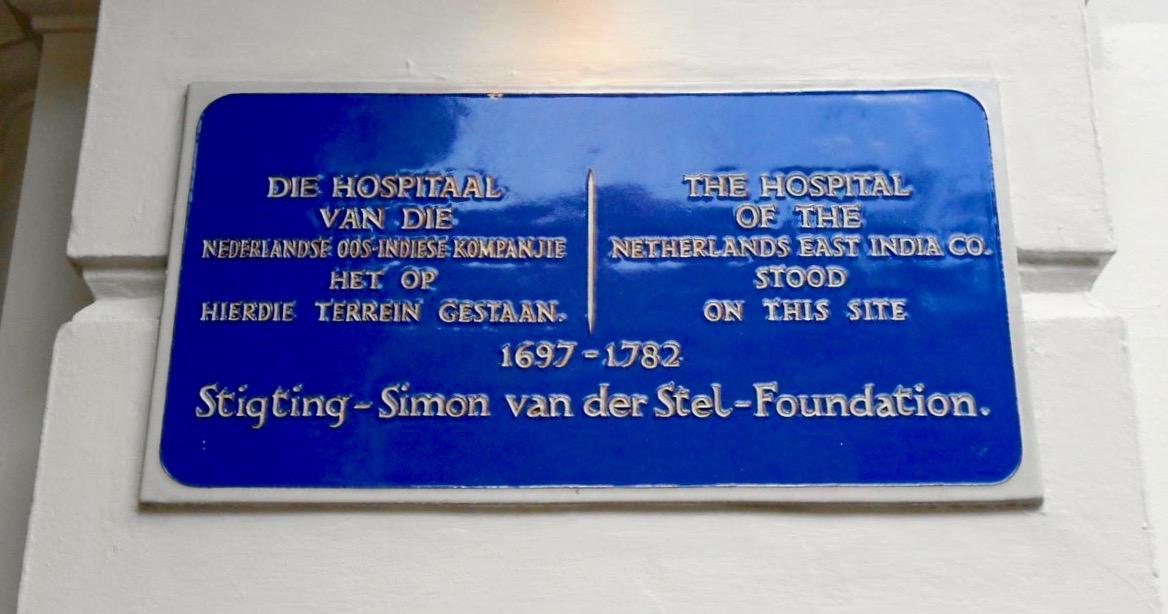 DIE HOSPITAAL
VAN DIE
NEDERLANDSE OOS-INDIESE KOMPANJIE
HET OP
HIERDIE TERREIN GESTAAN.
THE HOSPITAL
OF THE
NETHERLANDS EAST INDIA CO.
STOOD
ON THIS SITE
1697-1782
Stigting-Simon van der Stel-Foundation.